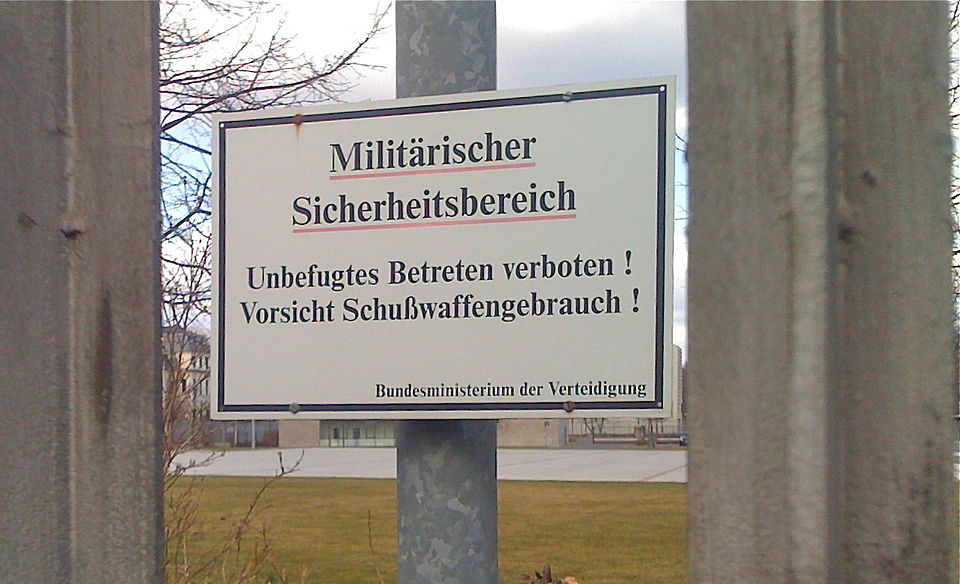 Militärischer
Sicherheitsbereich
Unbefugtes Betreten verboten !
Vorsicht Schußwaffengebrauch !
Bundesministerium der Verteidigung